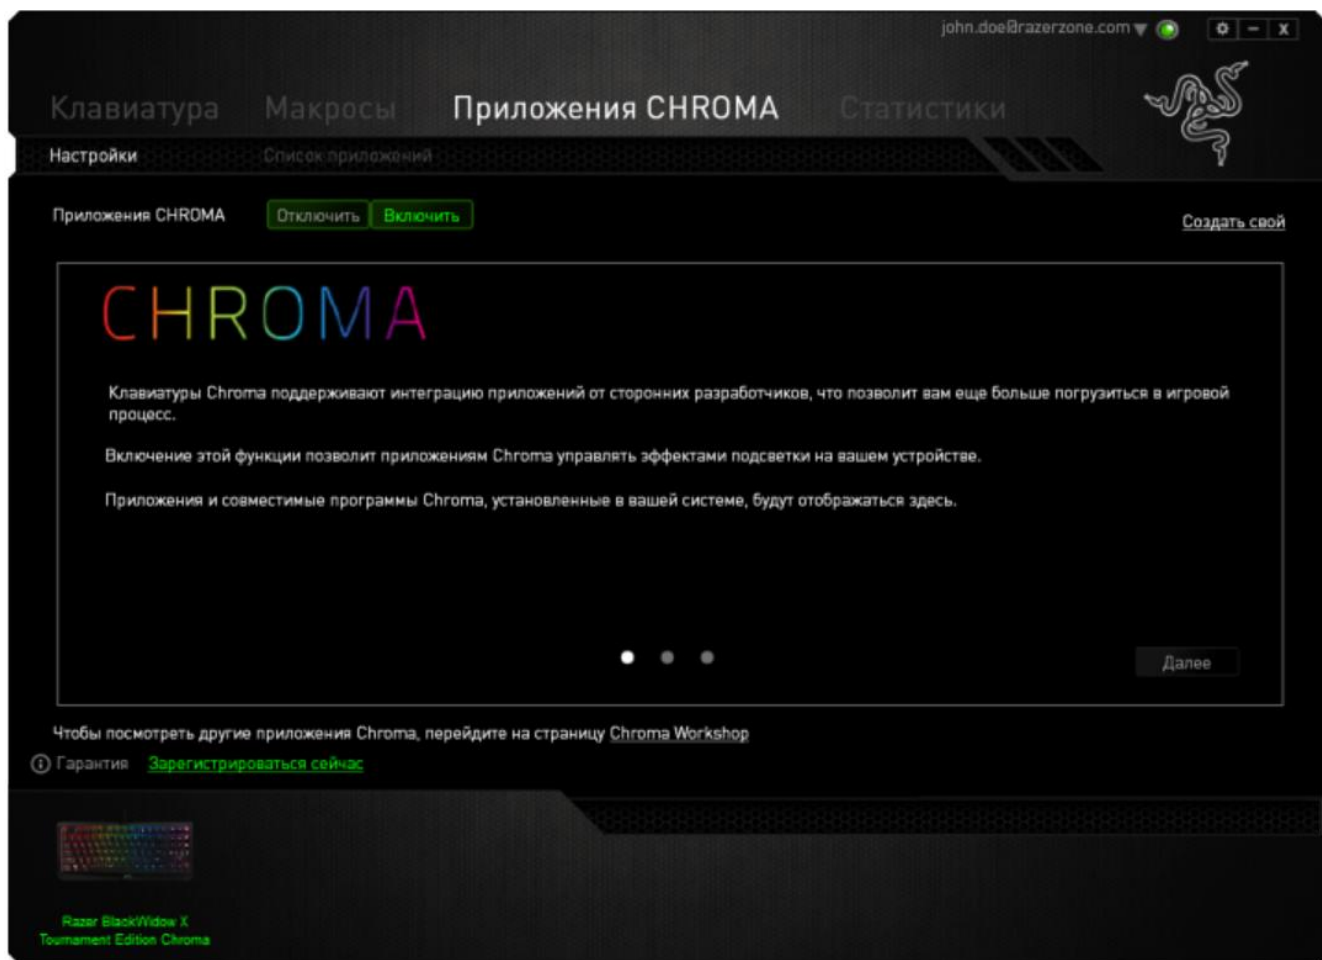 john.doe@razerzone.com
Клавиатура Макросы Приложения CHROMA Статистики
Настройки Список приложений
Приложения CHROMA Отключить Включить
Создать свой
CHROMA
Клавиатуры Chroma поддерживают интеграцию приложений от сторонних разработчиков, что позволит вам еще больше погрузиться в игровой
процесс.
Включение этой функции позволит приложениям Chroma управлять эффектами подсветки на вашем устройстве.
Приложения и совместимые программы Chroma, установленные в вашей системе, будут отображаться здесь.
Далее
Чтобы посмотреть другие приложения Chroma, перейдите на страницу Chroma Workshop
Гарантия Зарегистрироваться сейчас
Razer BlackWidow X
Tournament Edition Chroma